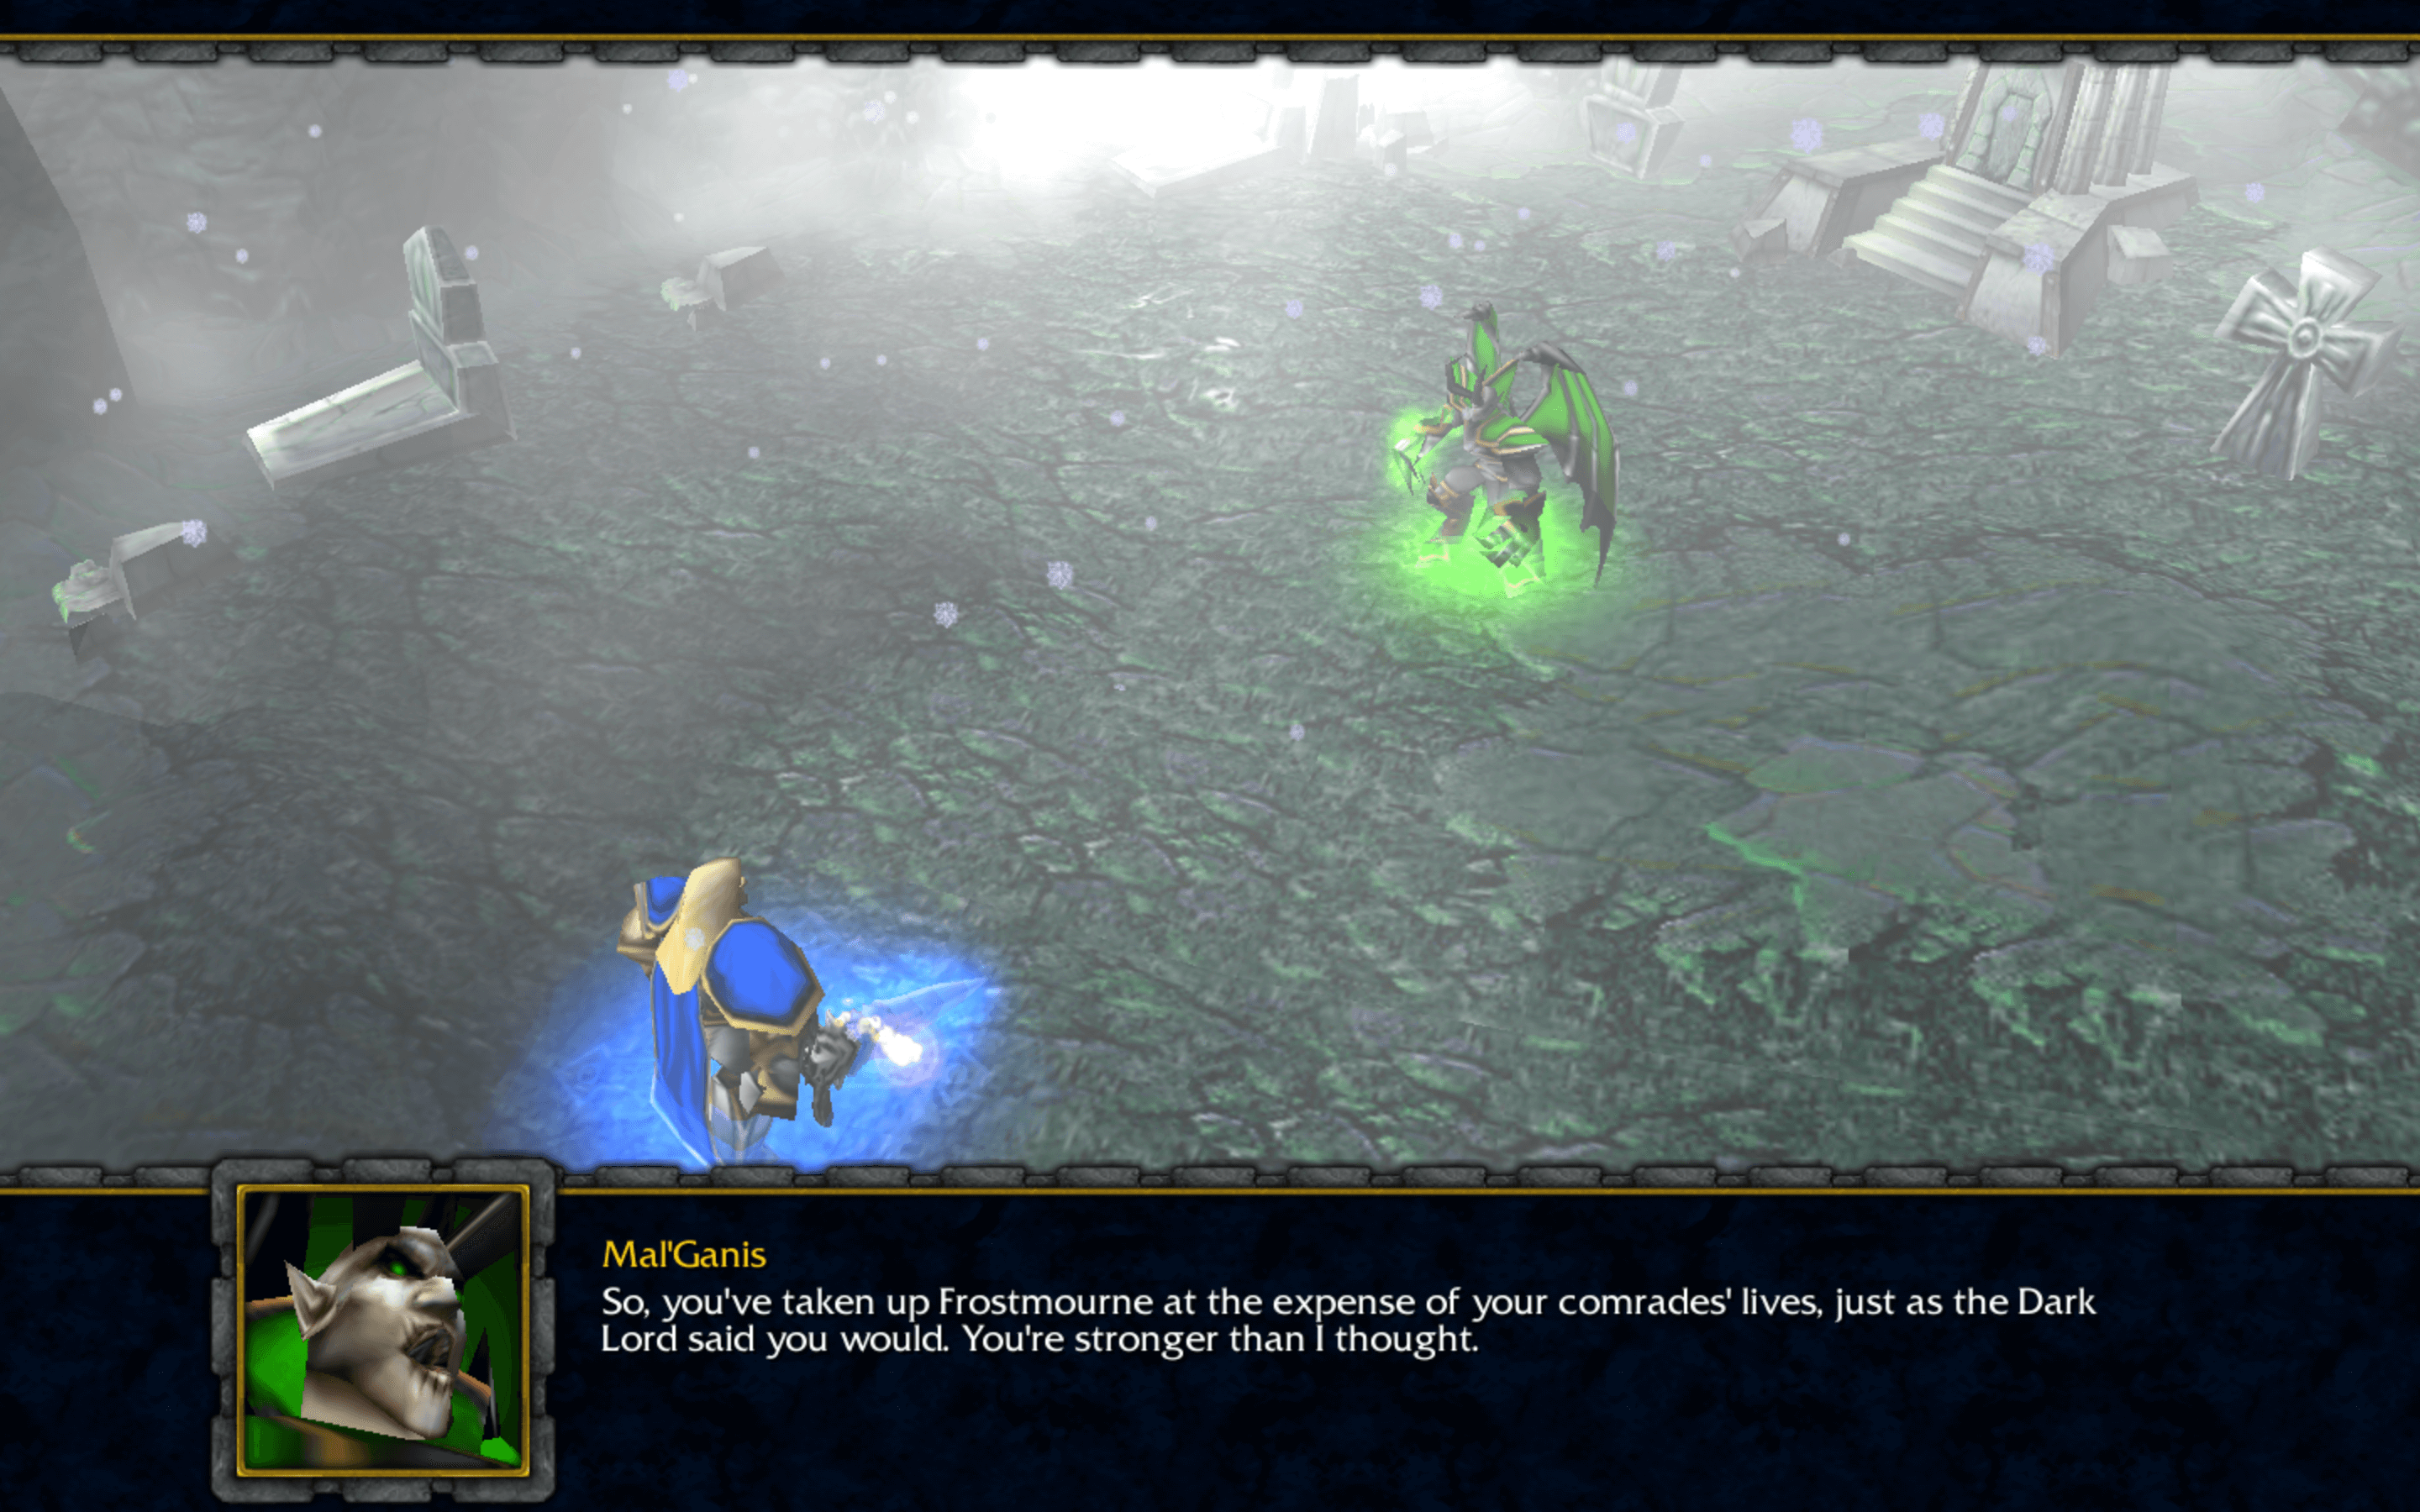 Mal'Ganis
So, you've taken up Frostmourne at the expense of your comrades' lives, just as the Dark
Lord said you would. You're stronger than I thought.